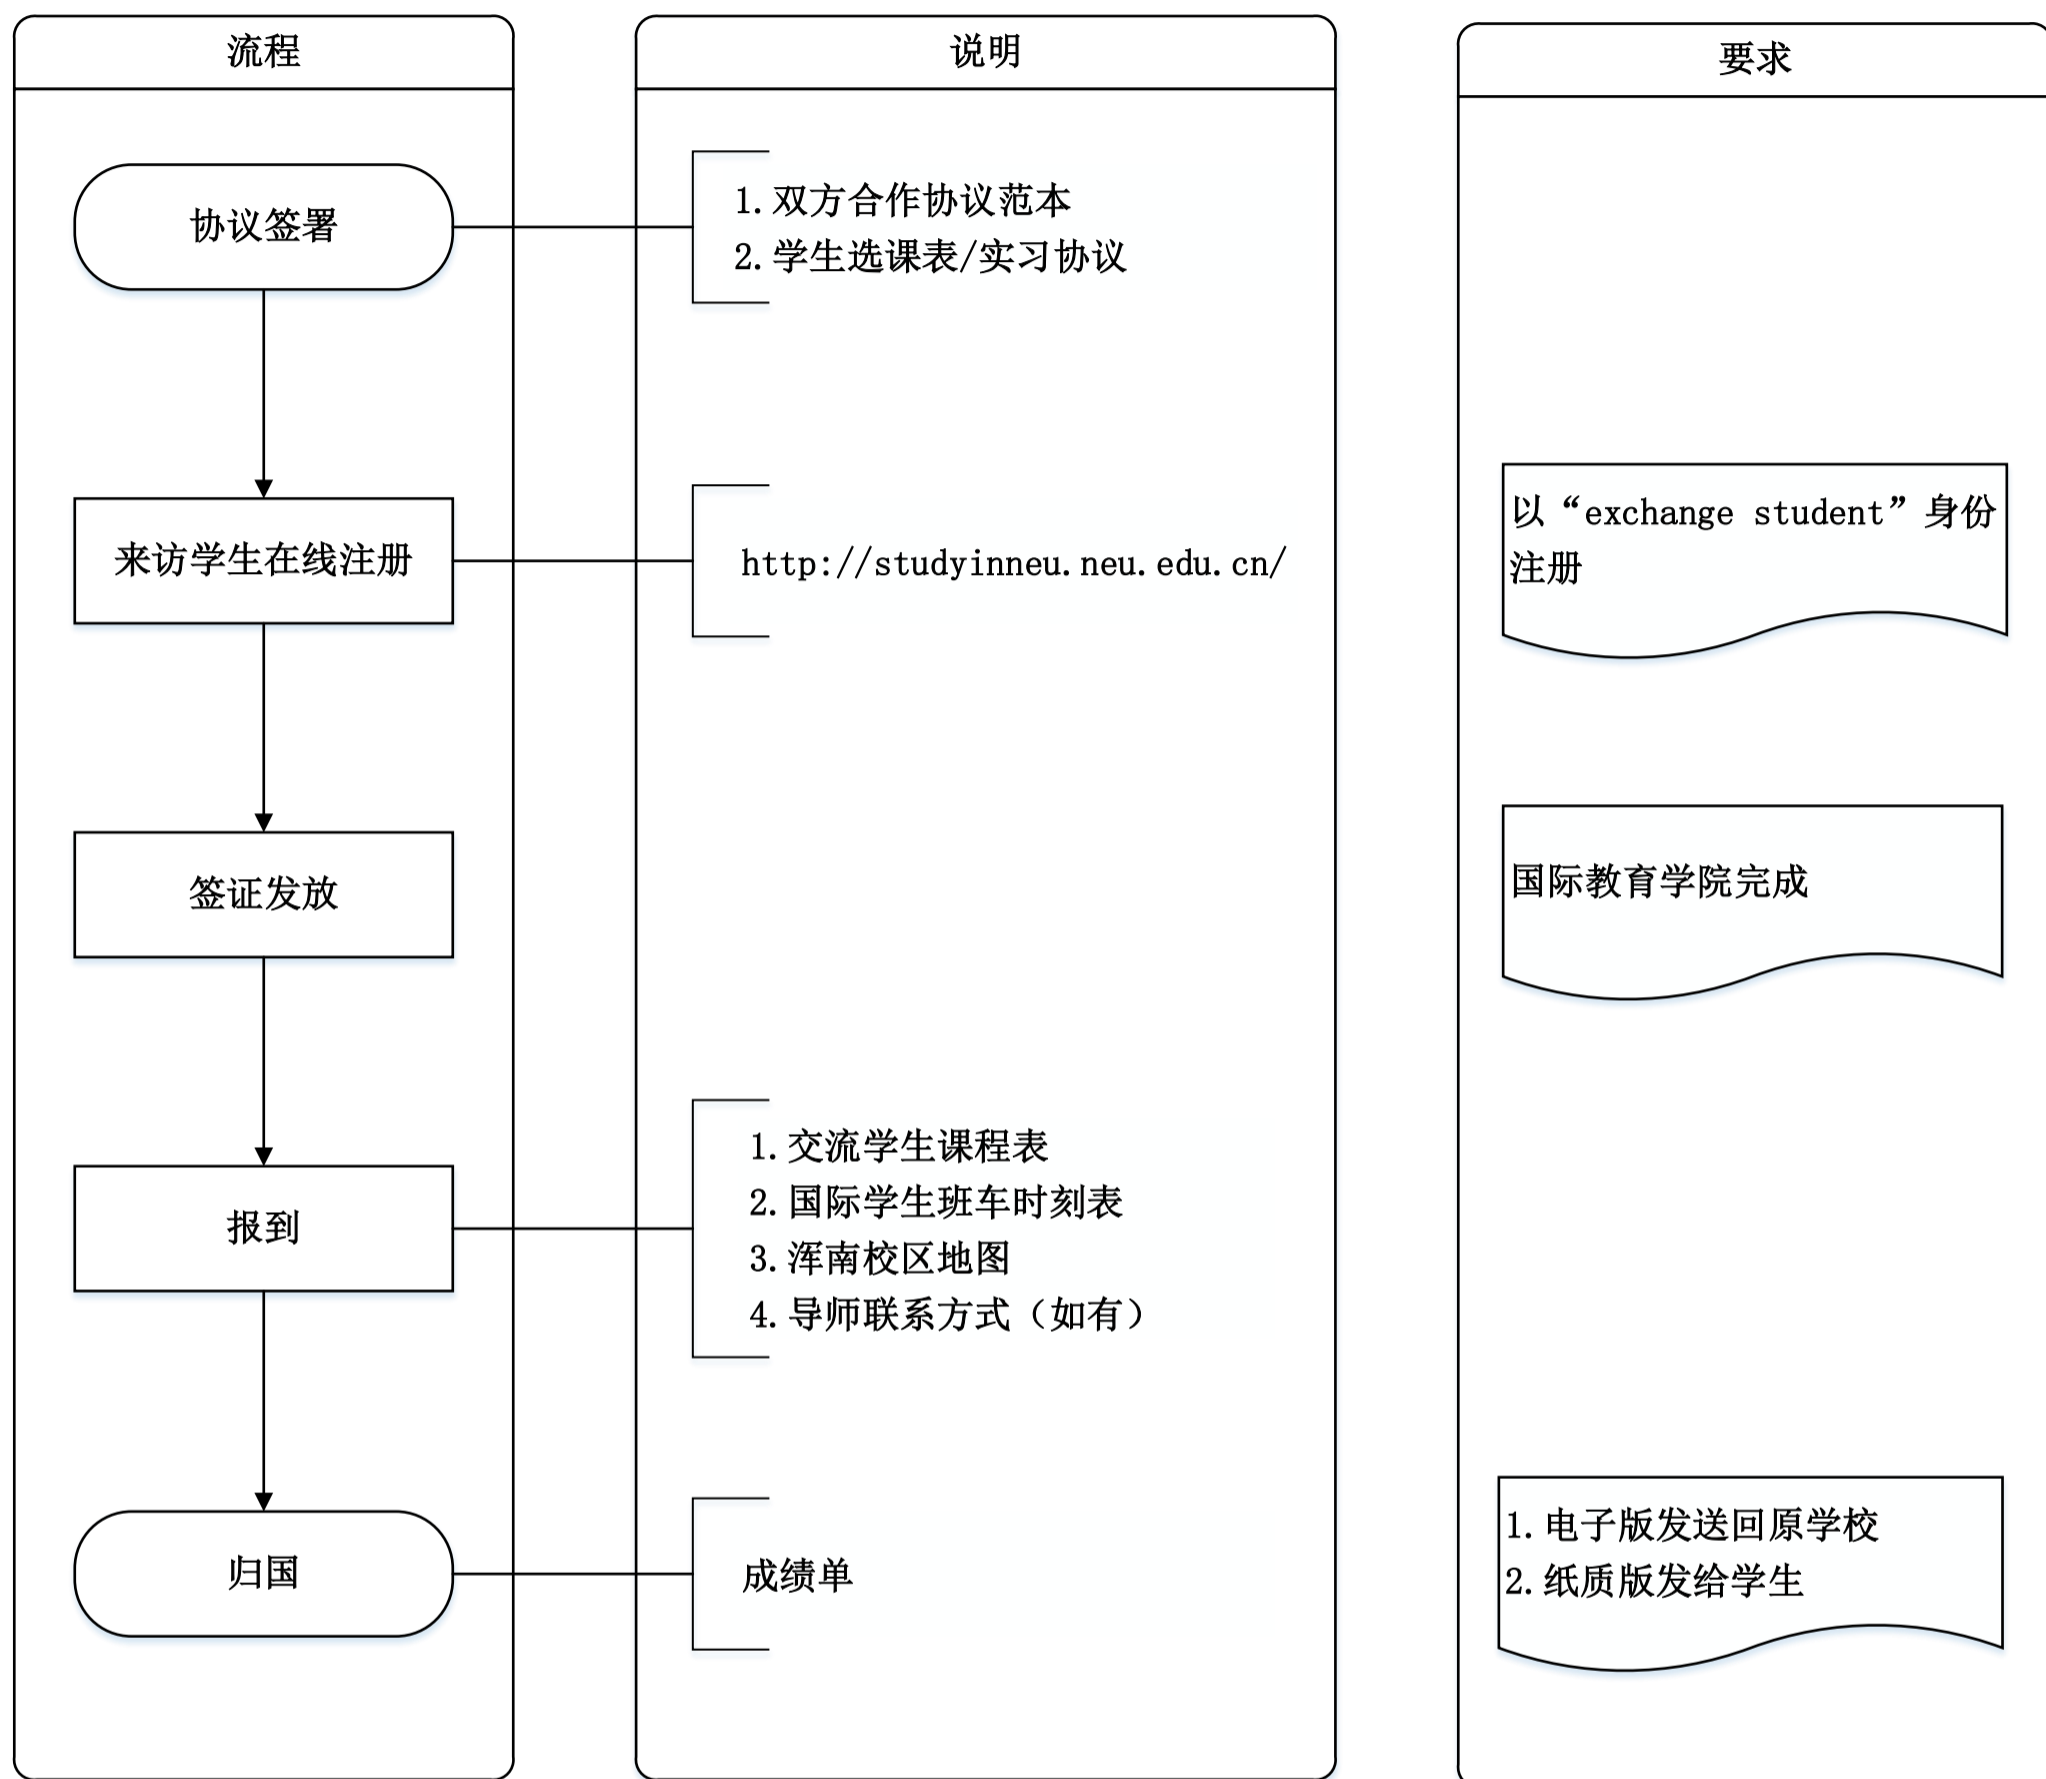 流程
协议签署
来访学生在线注册
签证发放
报到
归国
说明
1.双方合作协议范本
2.学生选课表/实习协议
http://studyinneu.neu.edu.cn/
1.交流学生课程表
2.国际学生班车时刻表
3.浑南校区地图
4.导师联系方式（如有）
成绩单
要求
以“exchange student”身份
注册
国际教育学院完成
1.电子版发送回原学校
2.纸质版发给学生